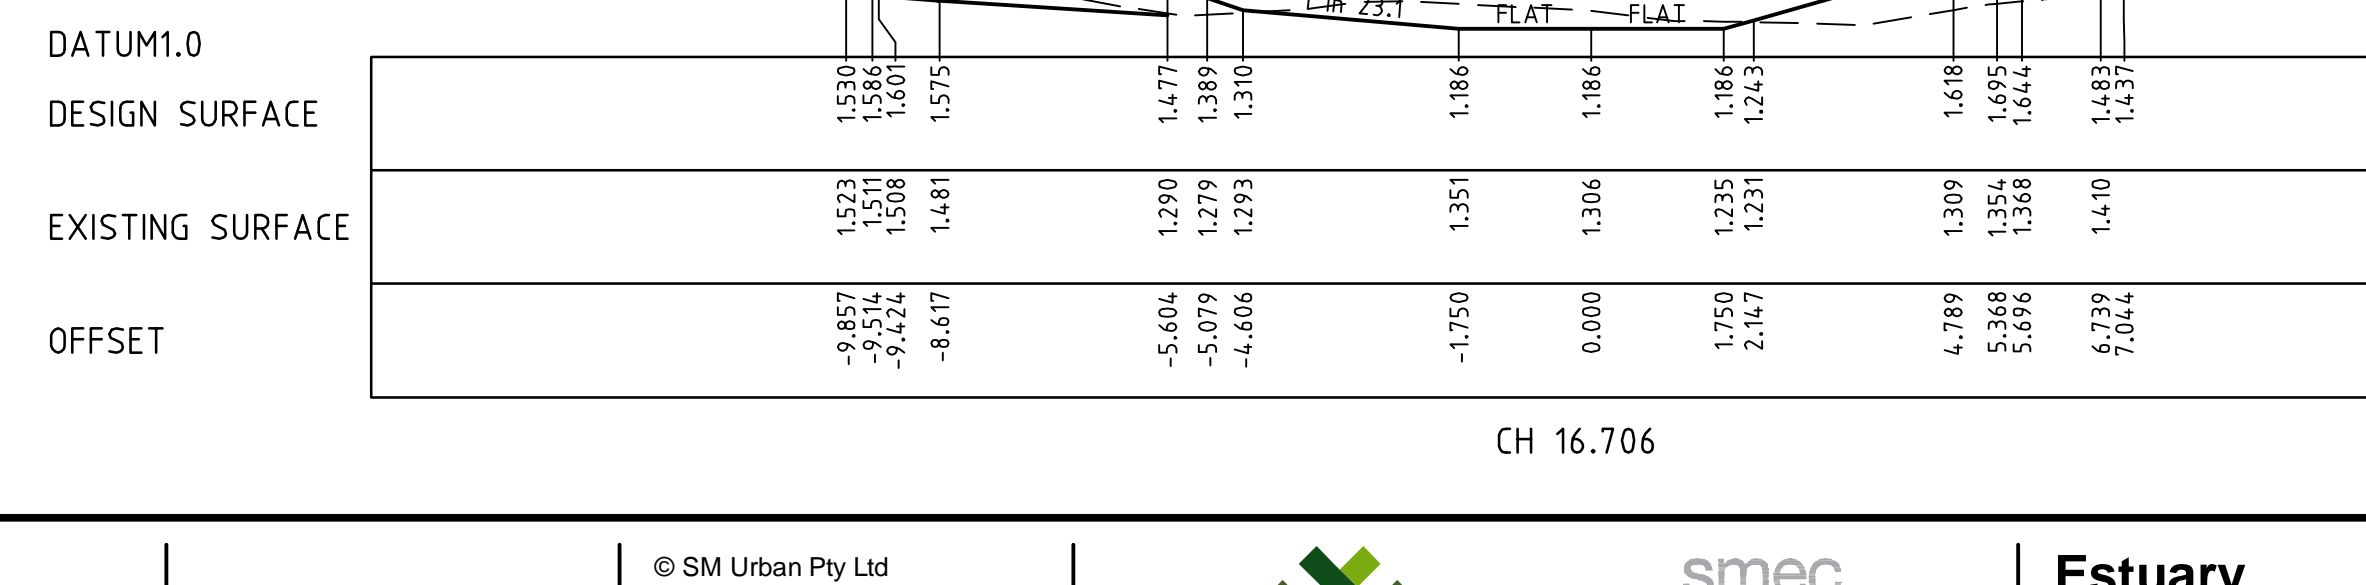 1 in 23.1 FLAT FLAT
DATUM1.0
DESIGN SURFACE 1.530 1.586 1.601 1.575 1.477 1.389 1.310 1.186 1.186 1.186 1.243 1.618 1.695 1.644 1.483 1.437
EXISTING SURFACE 1.523 1.511 1.508 1.481 1.290 1.279 1.293 1.351 1.306 1.235 1.231 1.309 1.354 1.368 1.410
OFFSET -9.857 -9.514 -9.424 -8.617 -5.604 -5.079 -4.606 -1.750 0.000 1.750 2.147 4.789 5.368 5.696 6.739 7.044
CH 16.706
© SM Urban Pty Ltd
smec
Estuary